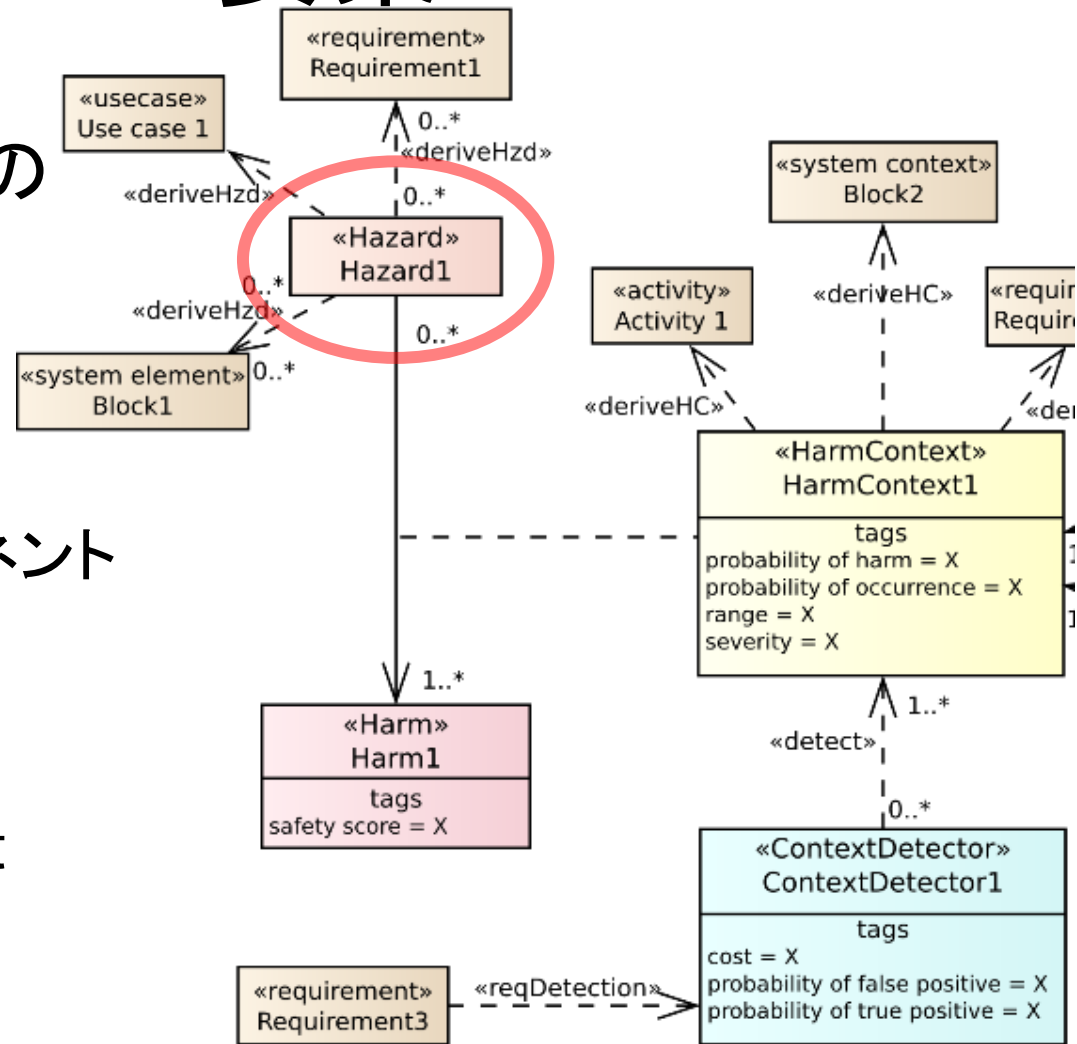 «requirement»
Requirement1
«usecase»
Use case 1
0..*
«deriveHzd»
の
«system context»
Block2
«deriveHzd»
0..*
«Hazard»
Hazard1
0..*
«deriveHzd»
«activity»
Activity 1
«deriveHC»
0..*
«system element»
Block1
0..*
«deriveHC»
«HarmContext»
HarmContext1
ント
tags
probability of harm = X
probability of occurrence = X
range = X
severity = X
1..*
«Harm»
Harm1
tags
safety score = X
1..*
«detect»
0..*
«ContextDetector»
ContextDetector1
tags
cost = X
probability of false positive = X
probability of true positive = X
«requirement»
Requirement3
«reqDetection»